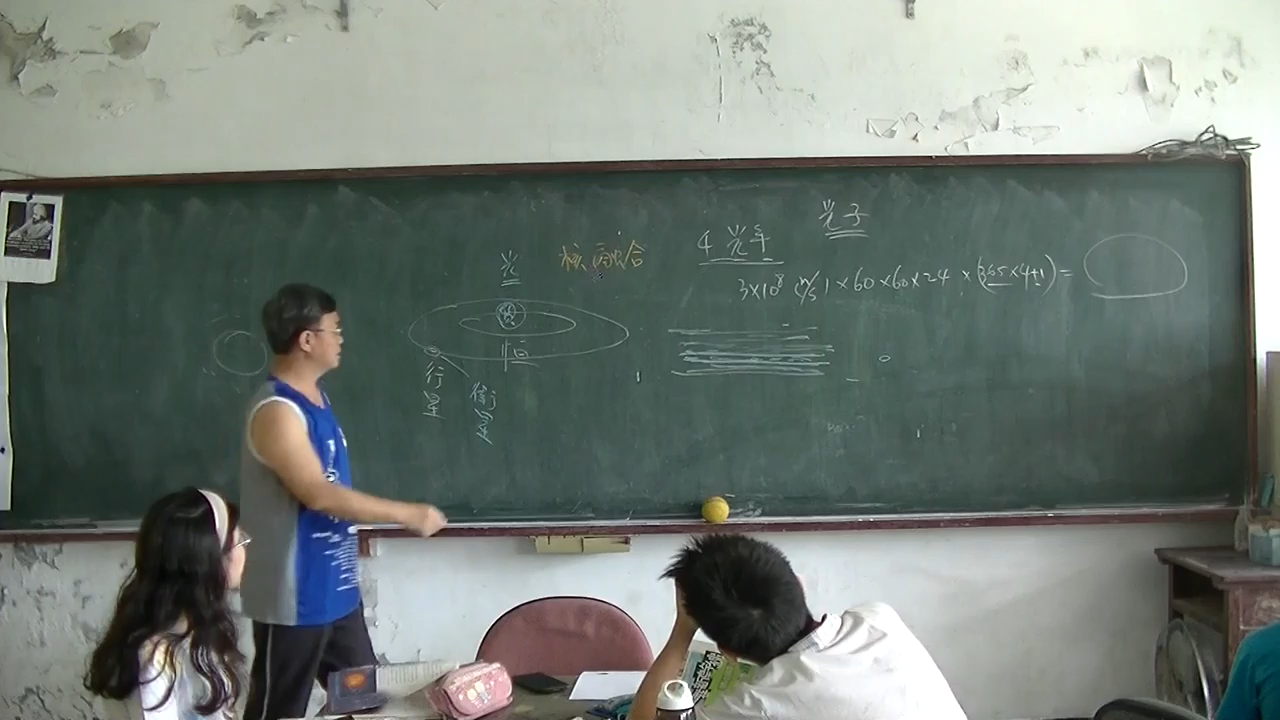 光子
4 光年
核融合
光
3×10⁸ m/s 1×60×60×24×(365×4+1)=
恒
行星
衛星